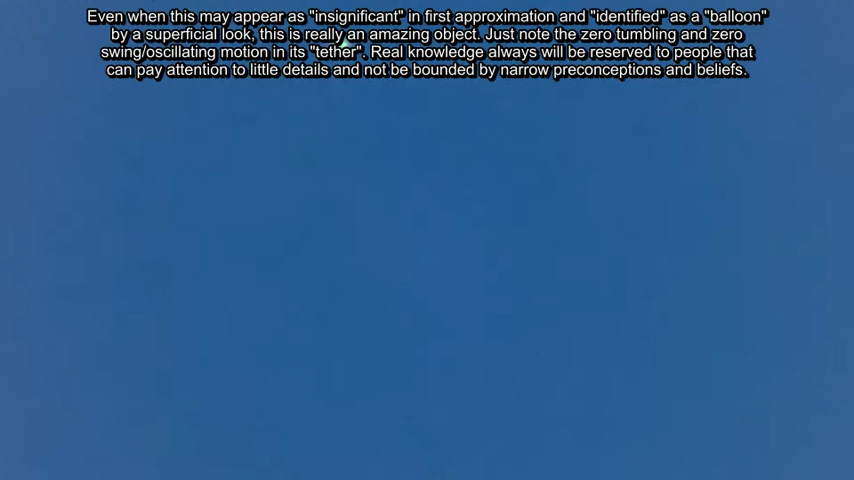 Even when this may appear as "insignificant" in first approximation and "identified" as a "balloon"
by a superficial look, this is really an amazing object. Just note the zero tumbling and zero
swing/oscillating motion in its "tether". Real knowledge always will be reserved to people that
can pay attention to little details and not be bounded by narrow preconceptions and beliefs.